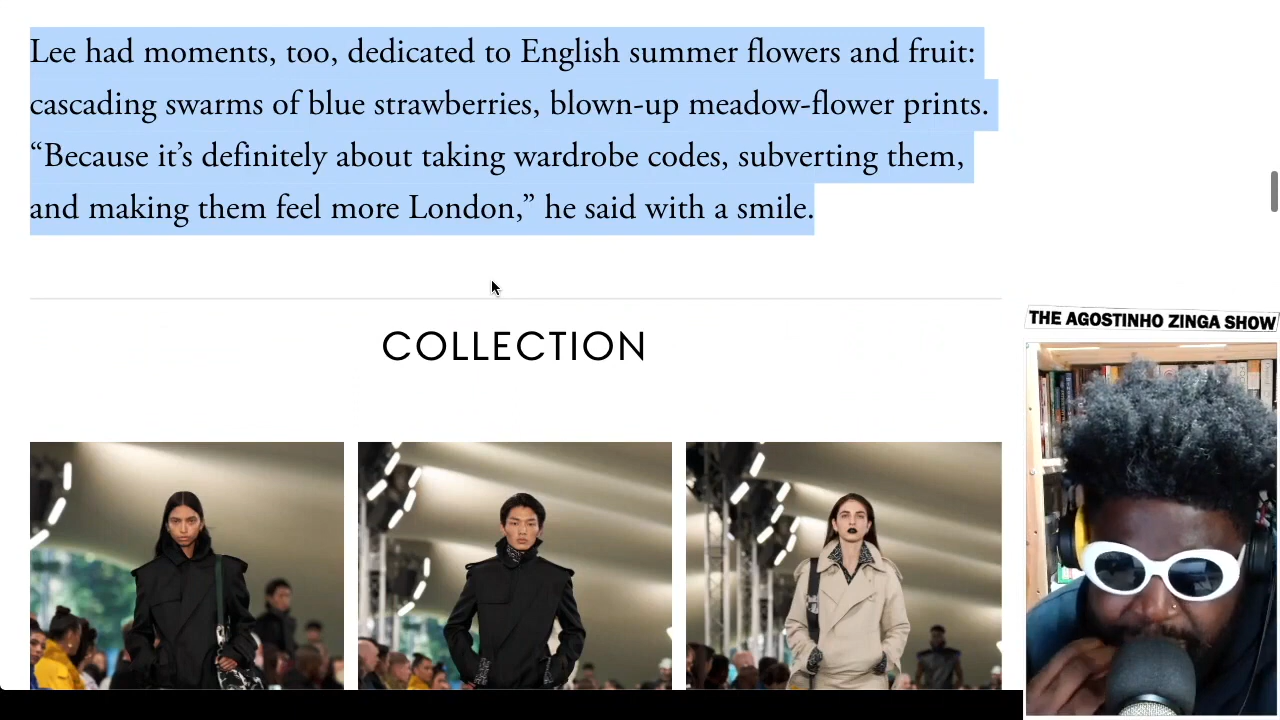 Lee had moments, too, dedicated to English summer flowers and fruit:
cascading swarms of blue strawberries, blown-up meadow-flower prints.
“Because it’s definitely about taking wardrobe codes, subverting them,
and making them feel more London,” he said with a smile.
COLLECTION
THE AGOSTINHO ZINGA SHOW